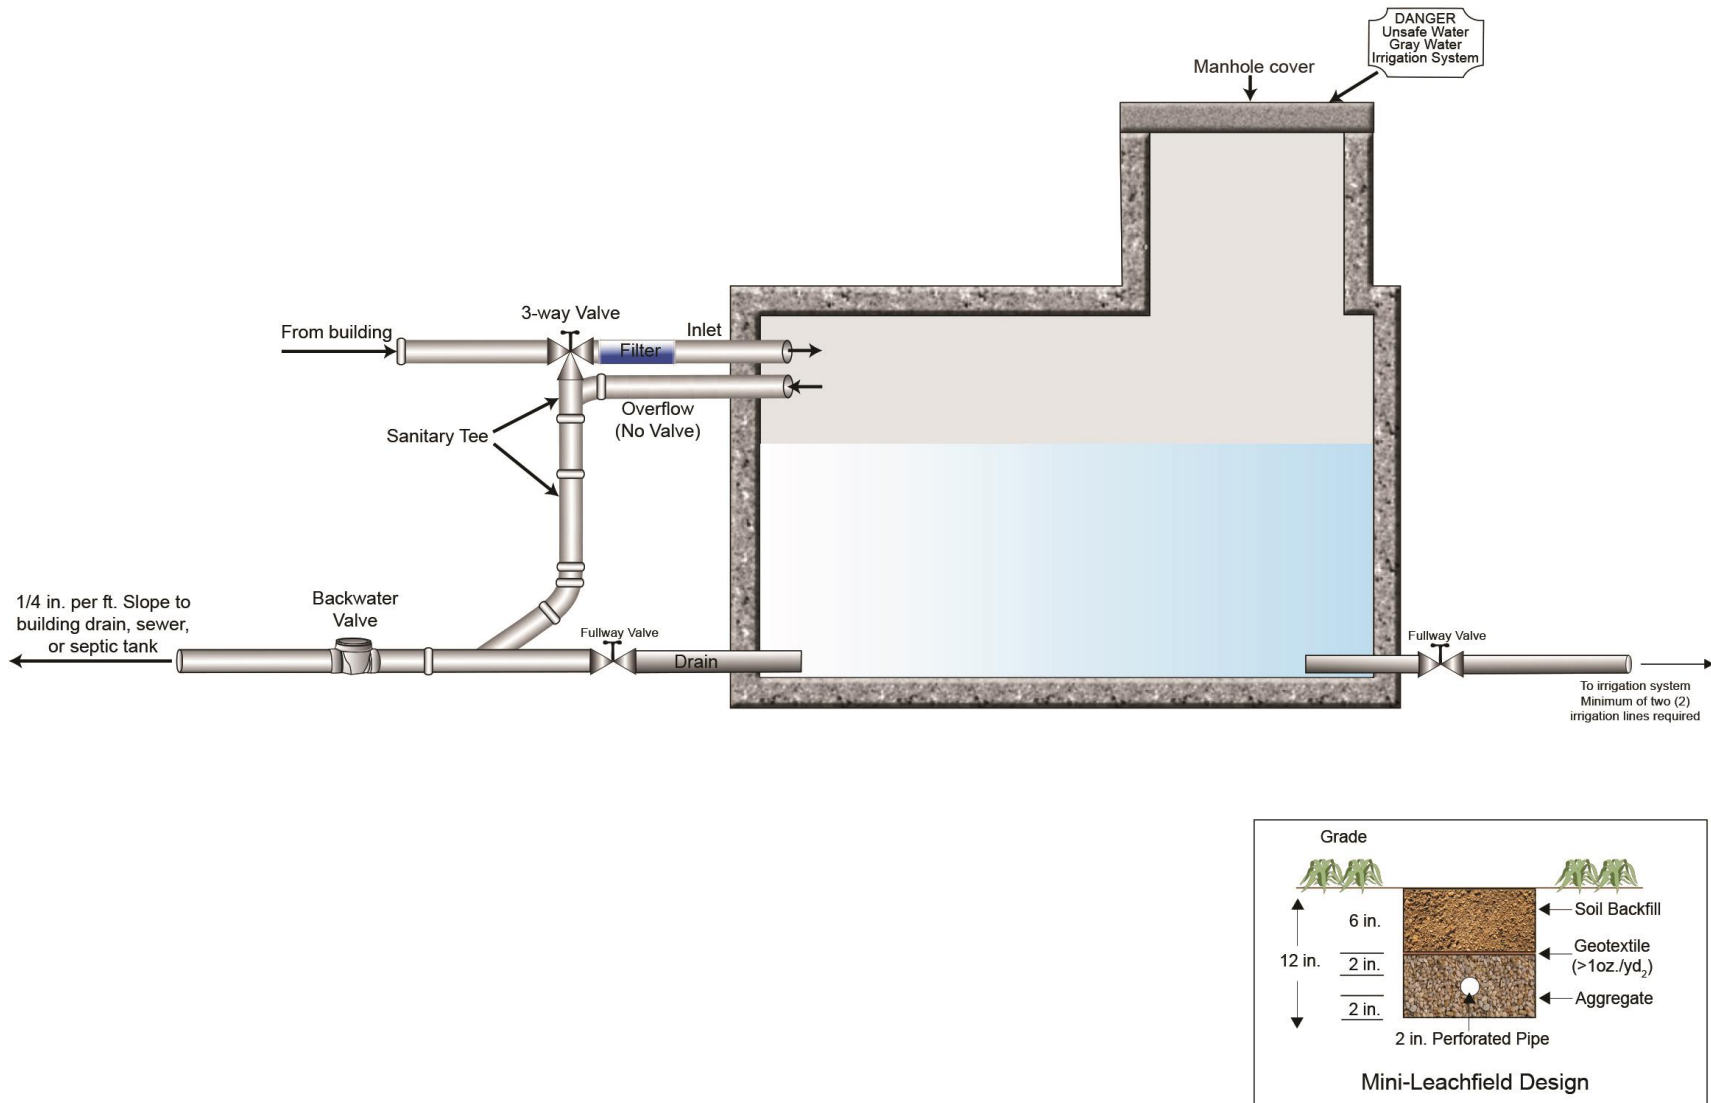 DANGER
Unsafe Water
Gray Water
Irrigation System
Manhole cover
3-way Valve
From building
Inlet
Filter
Overflow
(No Valve)
Sanitary Tee
1/4 in. per ft. Slope to
building drain, sewer,
or septic tank
Backwater
Valve
Fullway Valve
Drain
Fullway Valve
To irrigation system
Minimum of two (2)
irrigation lines required
Grade
6 in.
Soil Backfill
12 in.
2 in.
Geotextile
(>1oz./yd₂)
2 in.
Aggregate
2 in. Perforated Pipe
Mini-Leachfield Design